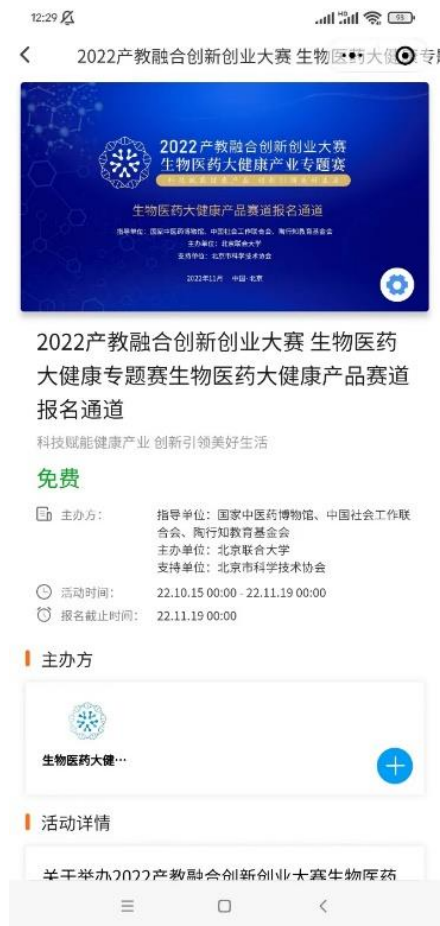 12:29
93
2022产教融合创新创业大赛 生物医药大健康专
2022产教融合创新创业大赛
生物医药大健康产业专题赛
生物医药大健康产品赛道报名通道
指导单位：国家中医药博物馆、中国社会工作联合会、陶行知教育基金会
主办单位：北京联合大学
支持单位：北京市科学技术协会
2022年11月 中国·北京
2022产教融合创新创业大赛 生物医药
大健康专题赛生物医药大健康产品赛道
报名通道
科技赋能健康产业 创新引领美好生活
免费
主办方： 指导单位：国家中医药博物馆、中国社会工作联
合会、陶行知教育基金会
主办单位：北京联合大学
支持单位：北京市科学技术协会
活动时间： 22.10.15 00:00 - 22.11.19 00:00
报名截止时间： 22.11.19 00:00
主办方
生物医药大健…
活动详情
关于举办2022产教融合创新创业大赛生物医药